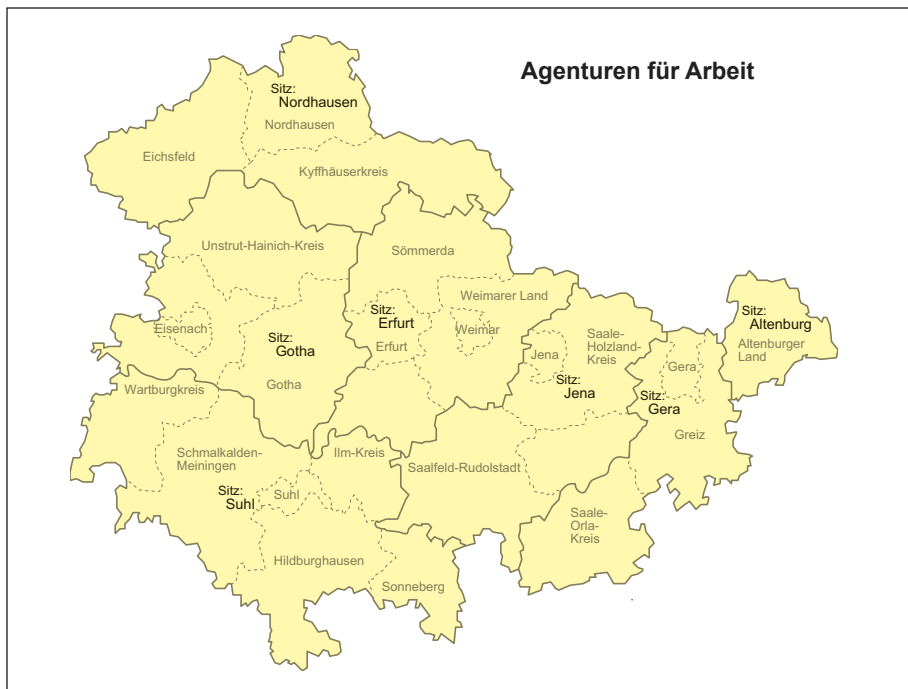 Agenturen für Arbeit
Sitz:
Nordhausen
Nordhausen
Eichsfeld
Kyffhäuserkreis
Unstrut-Hainich-Kreis
Sömmerda
Weimarer Land
Sitz:
Erfurt
Erfurt
Weimar
Eisenach
Sitz:
Gotha
Gotha
Sitz:
Altenburg
Altenburger
Land
Saale-
Holzland-
Kreis
Jena
Sitz:
Jena
Gera
Sitz:
Gera
Greiz
Wartburgkreis
Schmalkalden-
Meiningen
Ilm-Kreis
Saalfeld-Rudolstadt
Sitz:
Suhl
Suhl
Saale-
Orla-
Kreis
Hildburghausen
Sonneberg